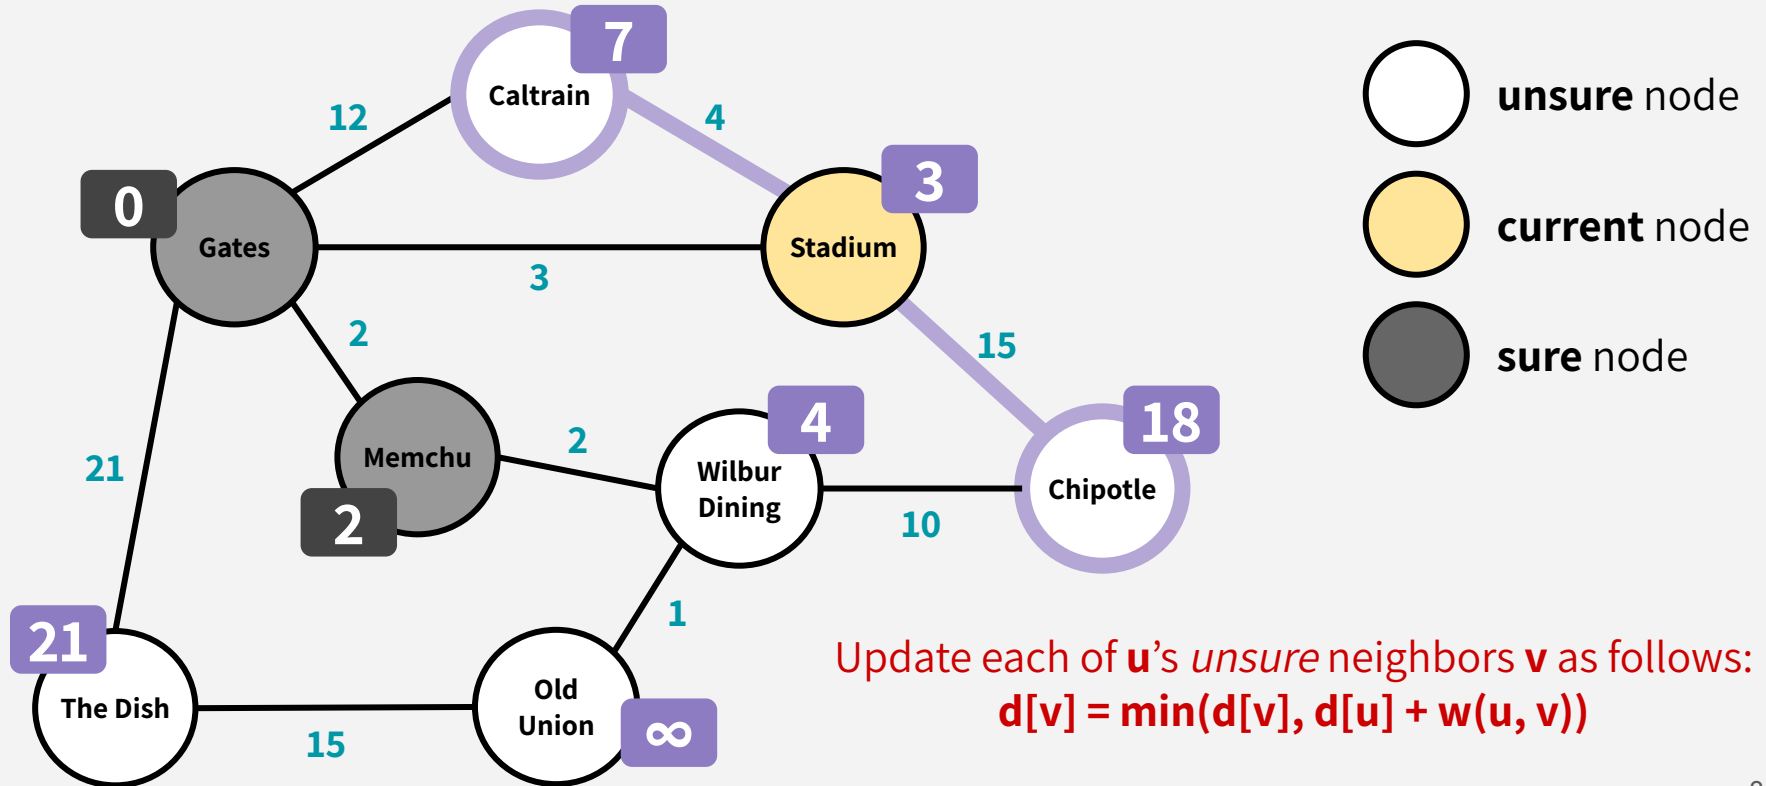 7
Caltrain
12
4
0
3
Gates
Stadium
3
2
15
21
Memchu
2
2
4
Wilbur
Dining
10
18
Chipotle
1
21
The Dish
15
Old
Union
∞
unsure node
current node
sure node
Update each of u's unsure neighbors v as follows:
d[v] = min(d[v], d[u] + w(u, v))